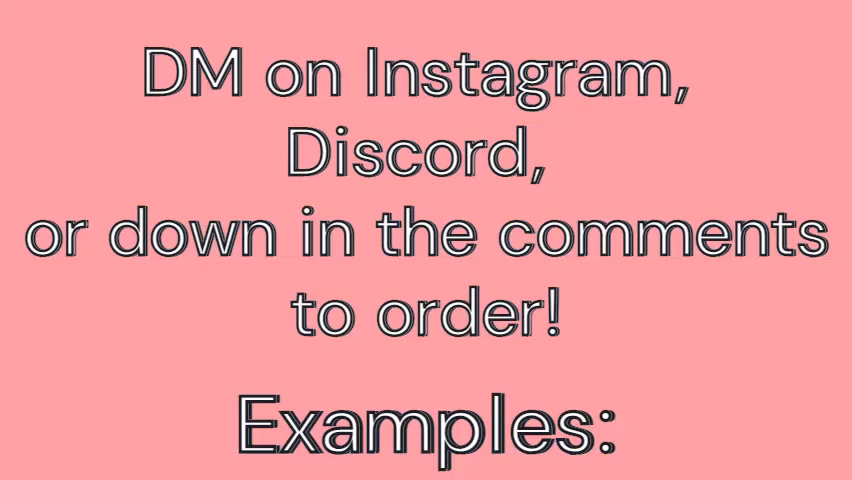 DM on Instagram,
Discord,
or down in the comments
to order!
Examples: